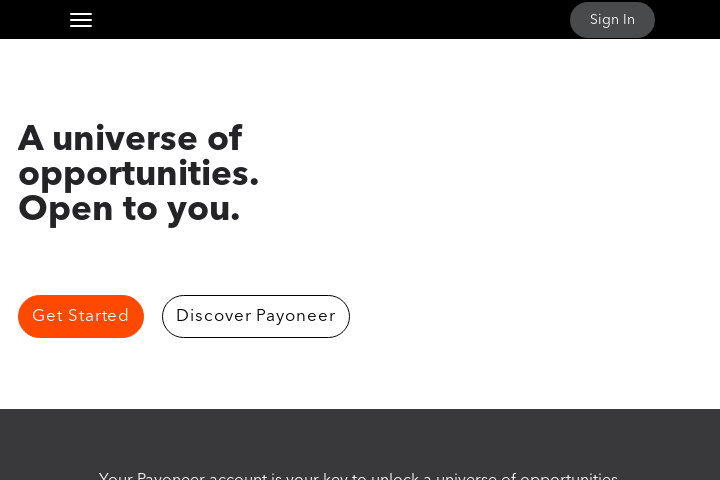 Sign In
A universe of
opportunities.
Open to you.
Get Started
Discover Payoneer
Your Payoneer account is your key to unlock a universe of opportunities.